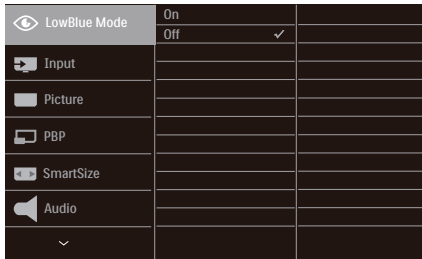 LowBlue Mode
On
Off
Input
Picture
PBP
SmartSize
Audio